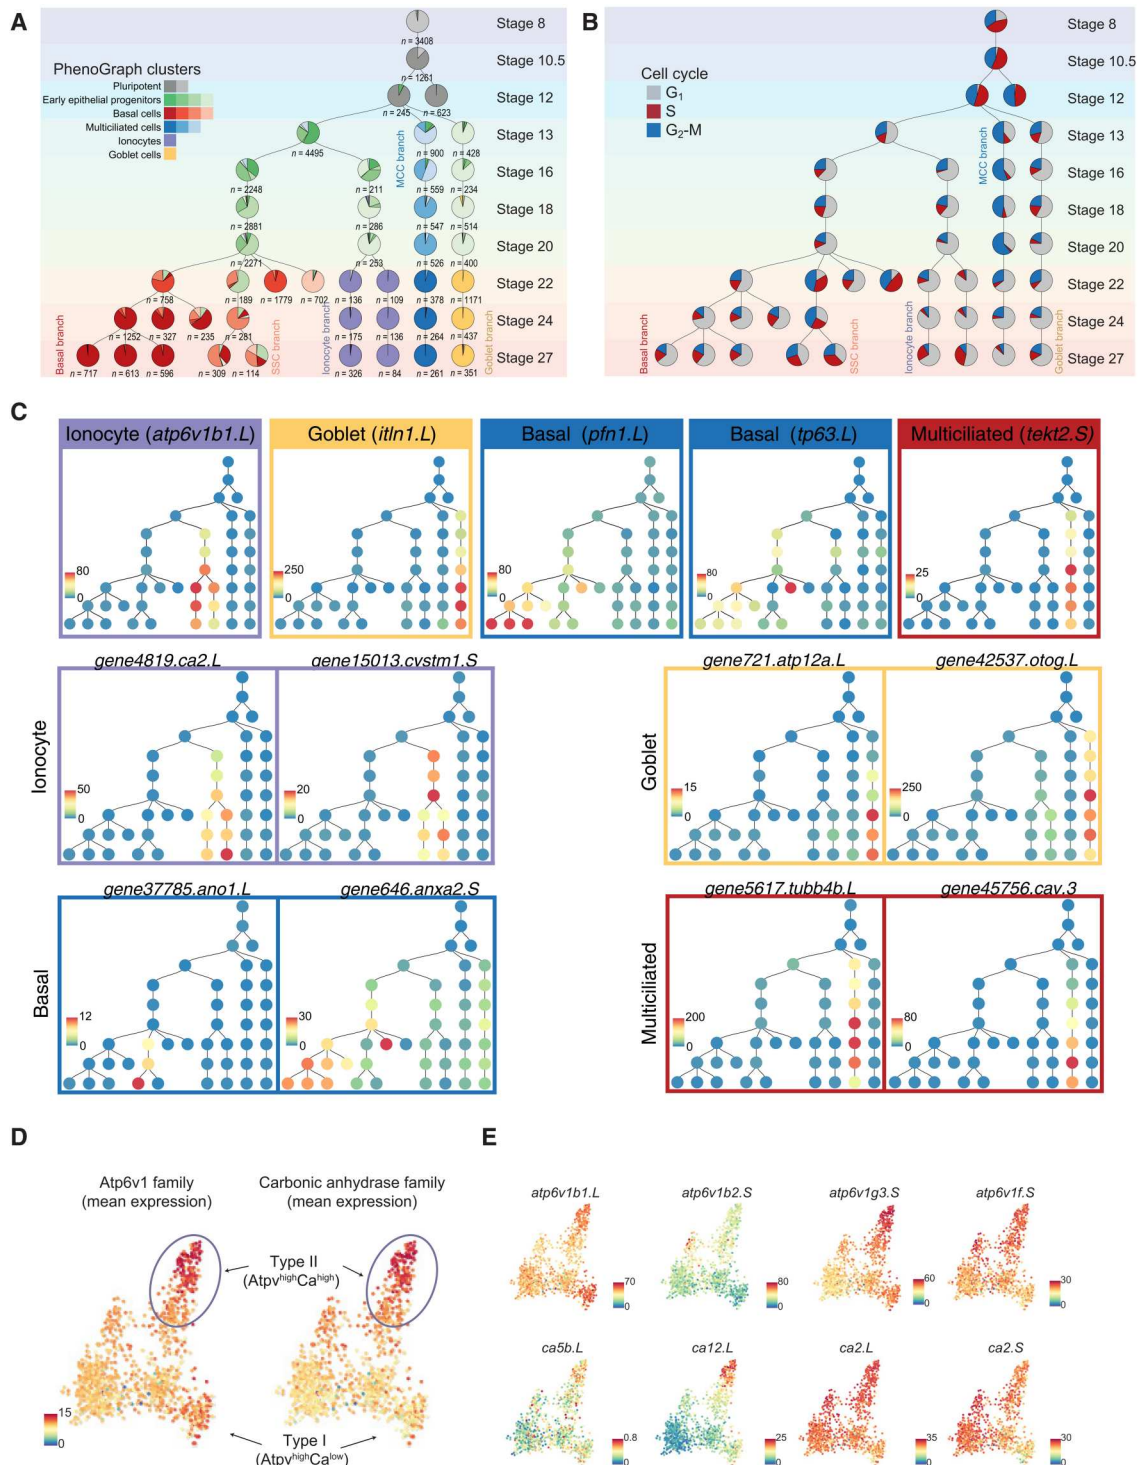 A
PhenoGraph clusters
Pluripotent
Early epithelial progenitors
Basal cells
Multiciliated cells
Ionocytes
Goblet cells
Stage 8
n = 3408
Stage 10.5
n = 1261
Stage 12
n = 245
n = 623
Stage 13
n = 4495
n = 900
n = 428
MCC branch
Stage 16
n = 2248
n = 211
n = 559
n = 234
Stage 18
n = 2881
n = 286
n = 547
n = 514
Stage 20
n = 2271
n = 253
n = 526
n = 400
Stage 22
n = 758
n = 189
n = 1779
n = 702
n = 136
n = 109
n = 378
n = 1171
Stage 24
n = 1252
n = 327
n = 235
n = 281
n = 175
n = 136
n = 264
n = 437
Stage 27
n = 717
n = 613
n = 596
n = 309
n = 114
n = 326
n = 84
n = 261
n = 351
Basal branch
SSC branch
Ionocyte branch
Goblet branch
B
Cell cycle
G1
S
G2-M
Stage 8
Stage 10.5
Stage 12
Stage 13
Stage 16
Stage 18
Stage 20
Stage 22
Stage 24
Stage 27
MCC branch
Basal branch
SSC branch
Ionocyte branch
Goblet branch
C
Ionocyte (atp6v1b1.L)
80
0
Goblet (itln1.L)
250
0
Basal (pfn1.L)
80
0
Basal (tp63.L)
80
0
Multiciliated (tekt2.S)
25
0
Ionocyte
gene4819.ca2.L
50
0
gene15013.cystm1.S
20
0
Goblet
gene721.atp12a.L
15
0
gene42537.otog.L
250
0
Basal
gene37785.ano1.L
12
0
gene646.anxa2.S
30
0
Multiciliated
gene5617.tubb4b.L
200
0
gene45756.cav.3
80
0
D
Atp6v1 family
(mean expression)
Carbonic anhydrase family
(mean expression)
Type II
(AtpvhighCahigh)
Type I
(AtpvhighCalow)
15
0
E
atp6v1b1.L
70
0
atp6v1b2.S
80
0
atp6v1g3.S
60
0
atp6v1f.S
30
0
ca5b.L
0.8
0
ca12.L
25
0
ca2.L
35
0
ca2.S
30
0